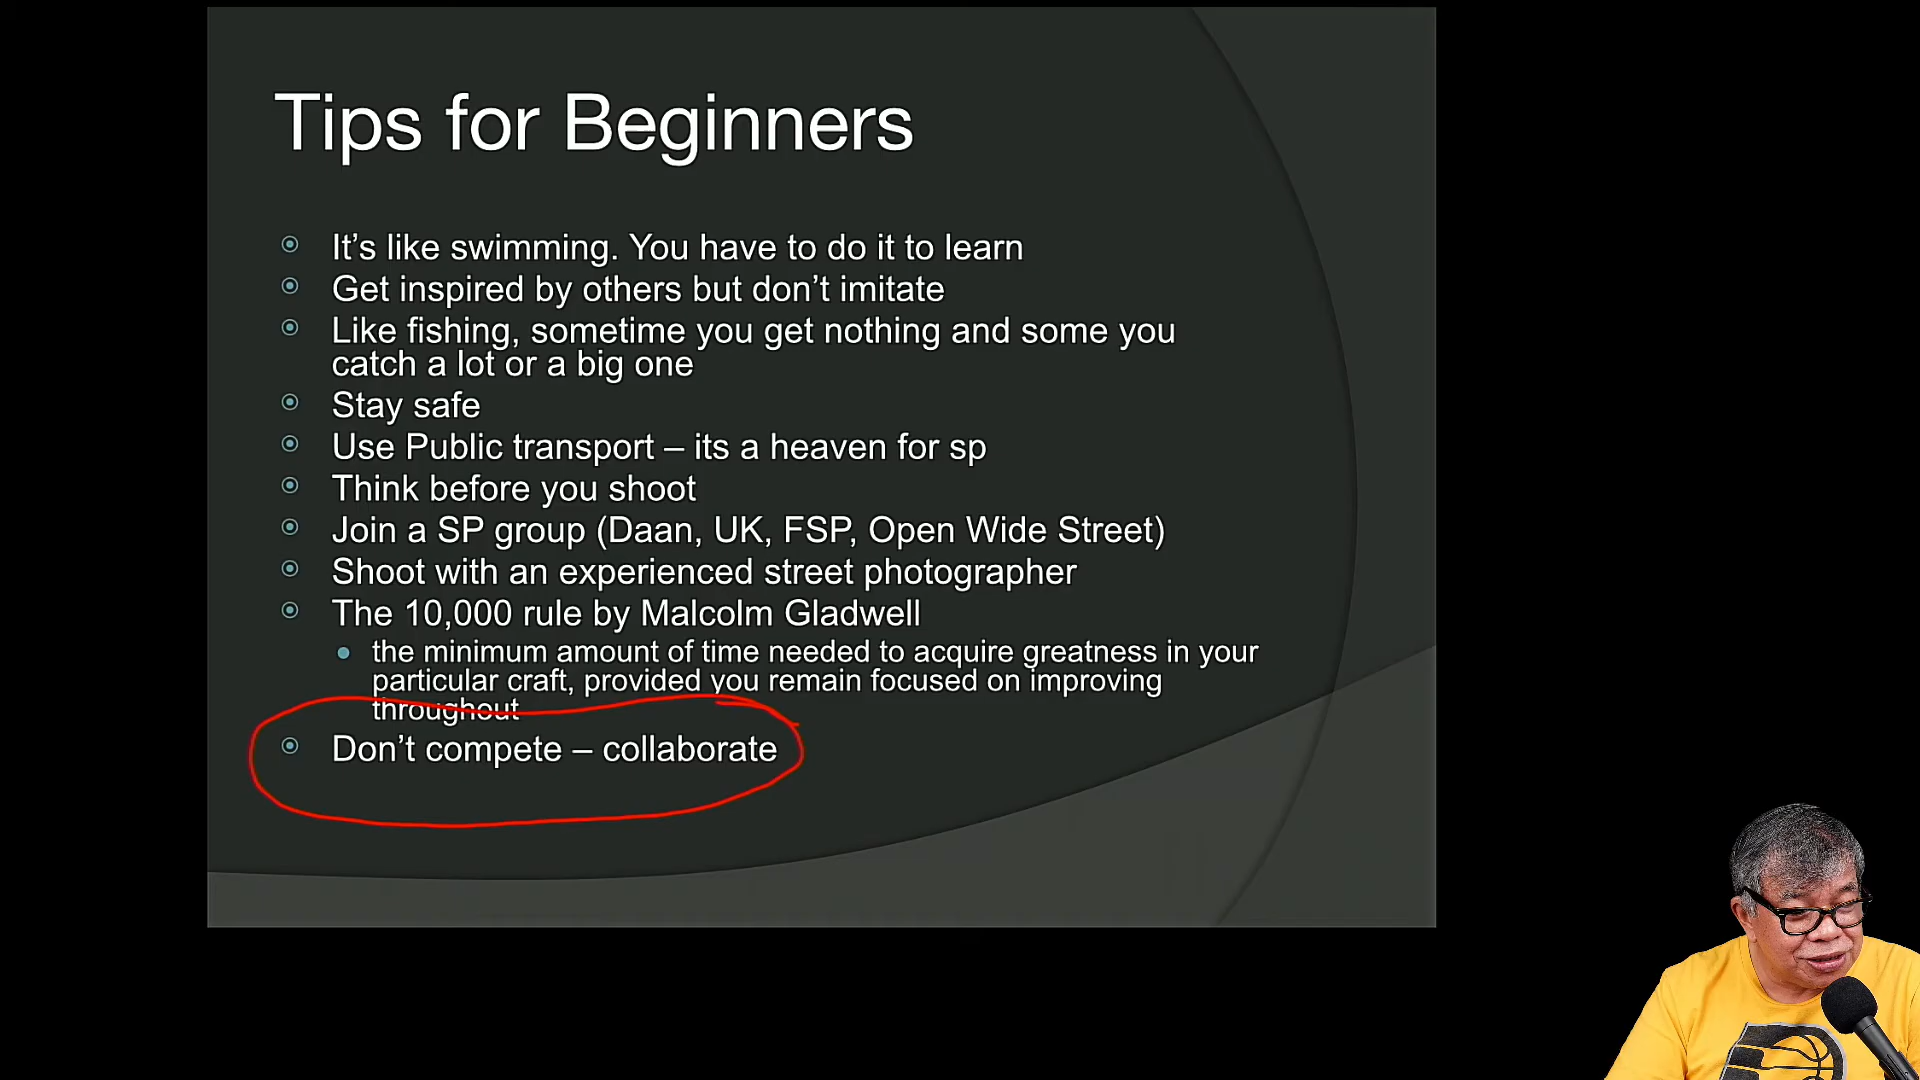 Tips for Beginners
It’s like swimming. You have to do it to learn
Get inspired by others but don’t imitate
Like fishing, sometime you get nothing and some you
catch a lot or a big one
Stay safe
Use Public transport – its a heaven for sp
Think before you shoot
Join a SP group (Daan, UK, FSP, Open Wide Street)
Shoot with an experienced street photographer
The 10,000 rule by Malcolm Gladwell
the minimum amount of time needed to acquire greatness in your
particular craft, provided you remain focused on improving
throughout
Don’t compete – collaborate